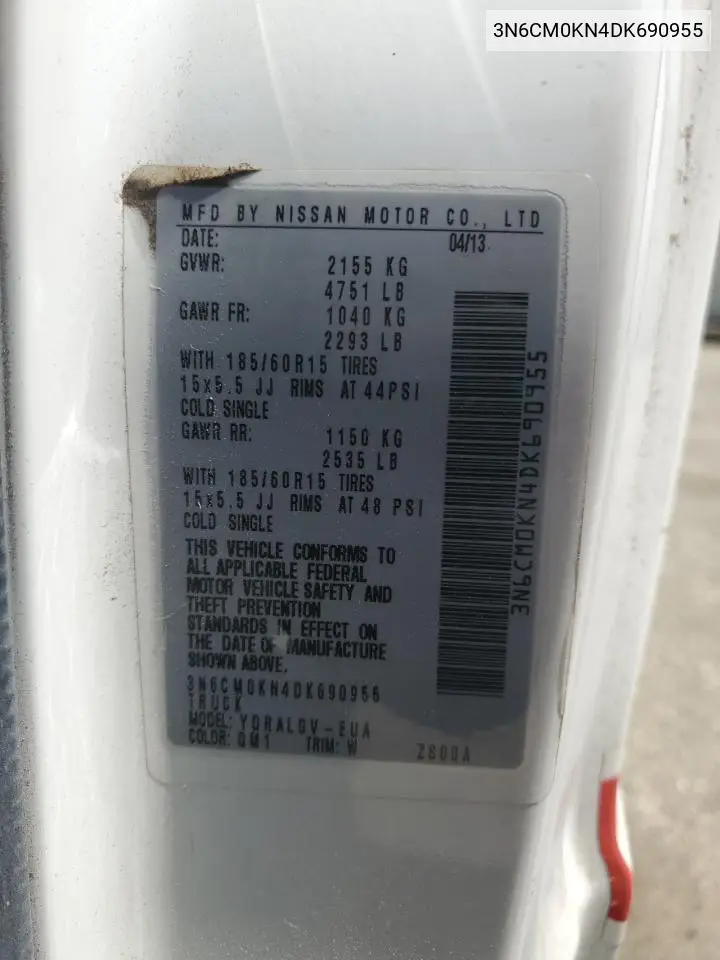 3N6CM0KN4DK690955
MFD BY NISSAN MOTOR CO., LTD
DATE: 04/13
GVWR: 2155 KG
4751 LB
GAWR FR: 1040 KG
2293 LB
WITH 185/60R15 TIRES
15x5.5 JJ RIMS AT 44PSI
COLD SINGLE
GAWR RR: 1150 KG
2535 LB
WITH 185/60R15 TIRES
15x5.5 JJ RIMS AT 48 PSI
COLD SINGLE
THIS VEHICLE CONFORMS TO
ALL APPLICABLE FEDERAL
MOTOR VEHICLE SAFETY AND
THEFT PREVENTION
STANDARDS IN EFFECT ON
THE DATE OF MANUFACTURE
SHOWN ABOVE.
3N6CM0KN4DK690955
TRUCK
MODEL:
COLOR: QM1 TRIM: W
3N6CM0KN4DK690955